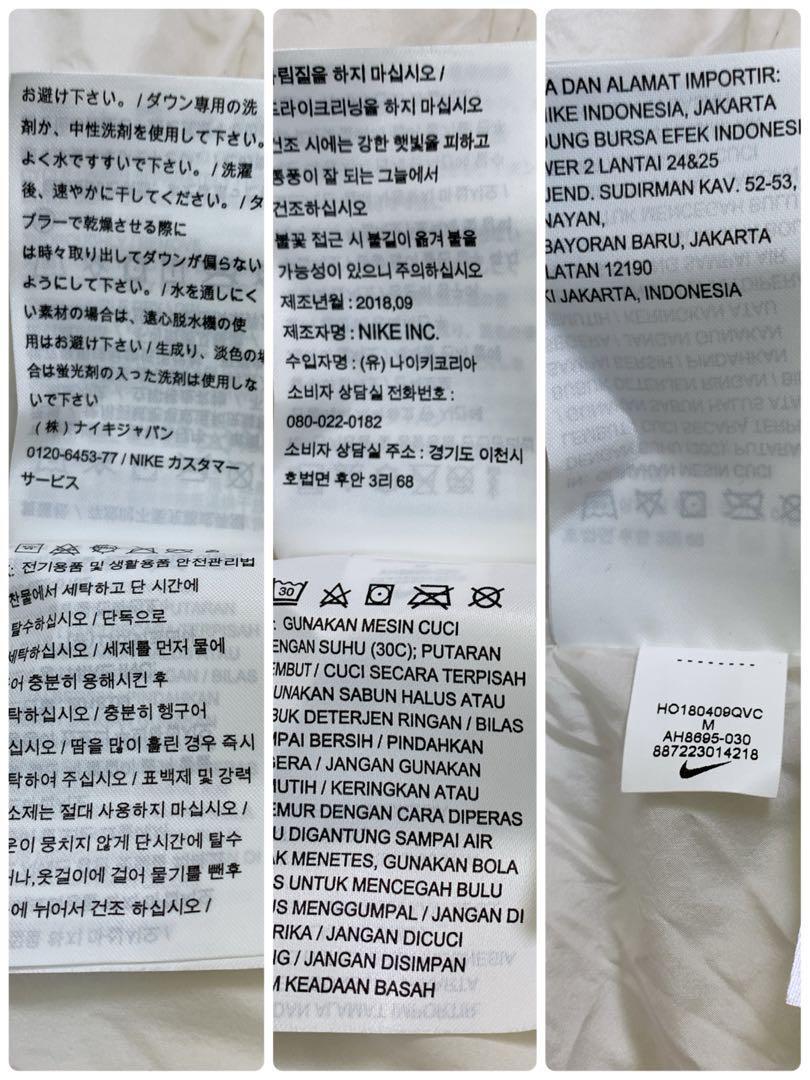 お避け下さい。/ダウン専用の洗
剤か、中性洗剤を使用して下さい。
よく水ですすいで下さい。/洗濯
後、速やかに干してください。/タ
ブラーで乾燥させる際に
は時々取り出してダウンが偏らない
ようにして下さい。/水を通しにく
い素材の場合は、遠心脱水機の使
用はお避け下さい/生成り、淡色の場
合は蛍光剤の入った洗剤は使用しな
いで下さい
(株)ナイキジャパン
0120-6453-77 / NIKE カスタマー
サービス
전기용품 및 생활용품 안전관리법
찬물에서 세탁하고 단 시간에
탈수하십시오 / 단독으로
세탁하십시오 / 세제를 먼저 물에
충분히 용해시킨 후
탁하십시오 / 충분히 헹구어
십시오 / 땀을 많이 흘린 경우 즉시
탁하여 주십시오 / 표백제 및 강력
소제는 절대 사용하지 마십시오 /
운이 뭉치지 않게 단시간에 탈수
거나,옷걸이에 걸어 물기를 뺀후
에 뉘어서 건조 하십시오 /
림질을 하지 마십시오 /
드라이크리닝을 하지 마십시오
건조 시에는 강한 햇빛을 피하고
통풍이 잘 되는 그늘에서
건조하십시오
불꽃 접근 시 불길이 옮겨 붙을
가능성이 있으니 주의하십시오
제조년월 : 2018,09
제조자명 : NIKE INC.
수입자명 : (유) 나이키코리아
소비자 상담실 전화번호 :
080-022-0182
소비자 상담실 주소 : 경기도 이천시
호법면 후안 3리 68
30
: GUNAKAN MESIN CUCI
ENGAN SUHU (30C); PUTARAN
EMBUT / CUCI SECARA TERPISAH
UNAKAN SABUN HALUS ATAU
BUK DETERJEN RINGAN / BILAS
MPAI BERSIH / PINDAHKAN
GERA / JANGAN GUNAKAN
MUTIH / KERINGKAN ATAU
EMUR DENGAN CARA DIPERAS
U DIGANTUNG SAMPAI AIR
AK MENETES, GUNAKAN BOLA
S UNTUK MENCEGAH BULU
US MENGGUMPAL / JANGAN DI
ERIKA / JANGAN DICUCI
NG / JANGAN DISIMPAN
M KEADAAN BASAH
A DAN ALAMAT IMPORTIR:
IKE INDONESIA, JAKARTA
UNG BURSA EFEK INDONESI
WER 2 LANTAI 24&25
JEND. SUDIRMAN KAV. 52-53,
NAYAN,
BAYORAN BARU, JAKARTA
LATAN 12190
KI JAKARTA, INDONESIA
HO180409QVC
M
AH8695-030
887223014218